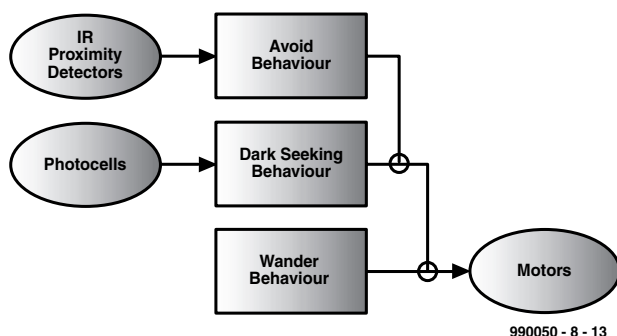 IR
Proximity
Detectors
Avoid
Behaviour
Photocells
Dark Seeking
Behaviour
Wander
Behaviour
Motors
990050 - 8 - 13